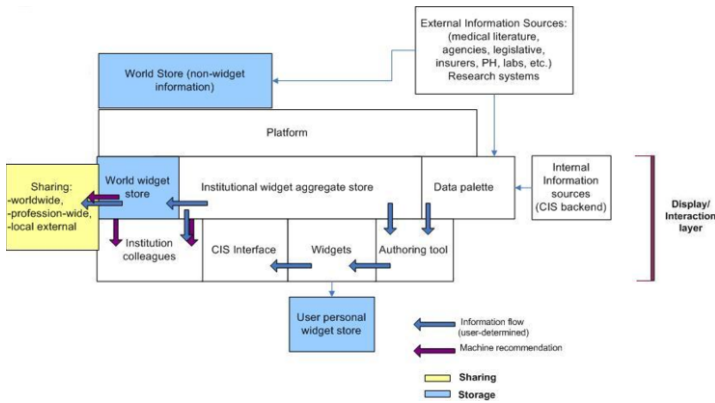 External Information Sources:
(medical literature,
agencies, legislative,
insurers, PH, labs, etc.)
Research systems
World Store (non-widget
information)
Platform
Sharing:
-worldwide,
-profession-wide,
-local external
World widget
store
Institutional widget aggregate store
Data palette
Internal
Information
sources
(CIS backend)
Display/
Interaction
layer
Institution
colleagues
CIS Interface
Widgets
Authoring tool
User personal
widget store
Information flow
(user-determined)
Machine recommendation
Sharing
Storage